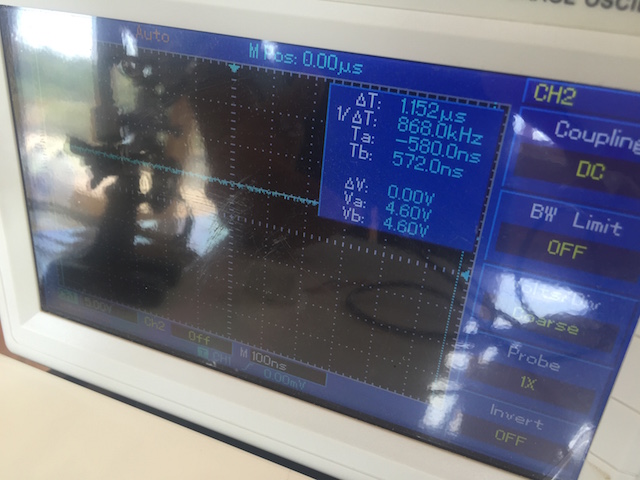 Auto
M Pos: 0.00µs
CH2
ΔT: 1.152µs
1/ΔT: 868.0kHz
Ta: -580.0ns
Tb: 572.0ns
ΔV: 0.00V
Va: 4.60V
Vb: 4.60V
Coupling
DC
BW Limit
OFF
Probe
1X
Invert
OFF
CH2 Off
M 100ns
0.00mV